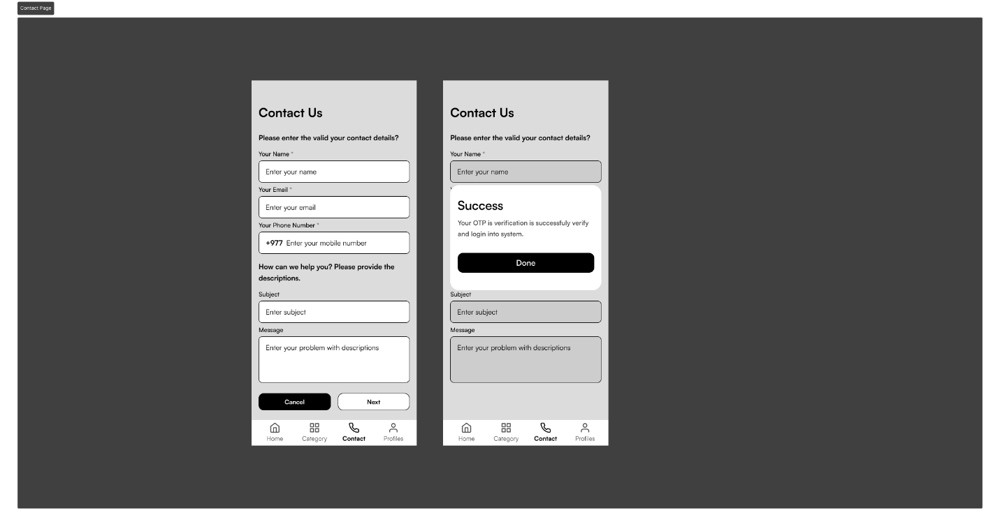 Contact Page
Contact Us
Please enter the valid your contact details?
Your Name *
Enter your name
Your Email *
Enter your email
Your Phone Number *
+977 Enter your mobile number
How can we help you? Please provide the
descriptions.
Subject
Enter subject
Message
Enter your problem with descriptions
Cancel
Next
Home
Category
Contact
Profiles
Contact Us
Please enter the valid your contact details?
Your Name *
Enter your name
Success
Your OTP is verification is successfuly verify
and login into system.
Done
Subject
Enter subject
Message
Enter your problem with descriptions
Home
Category
Contact
Profiles